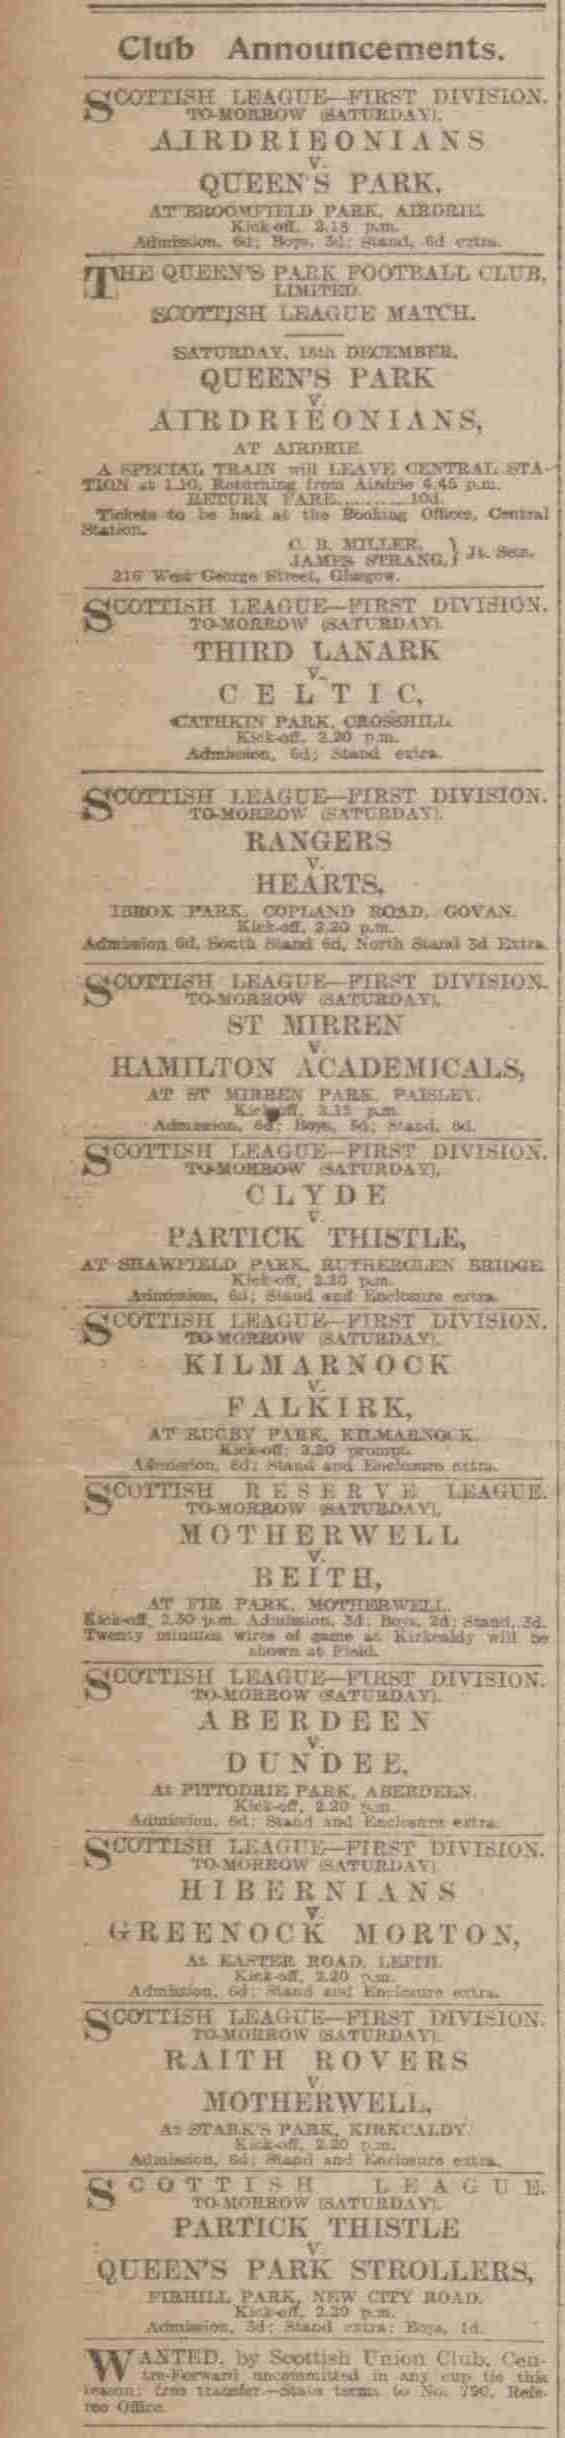 Club Announcements.
SCOTTISH LEAGUE—FIRST DIVISION.
TO-MORROW (SATURDAY).
AIRDRIEONIANS
v.
QUEEN'S PARK,
AT BROOMFIELD PARK, AIRDRIE.
Kick-off, 2.15 p.m.
Admission, 6d; Boys, 3d; Stand, 6d extra.
THE QUEEN'S PARK FOOTBALL CLUB,
LIMITED.
SCOTTISH LEAGUE MATCH.
SATURDAY, DECEMBER.
QUEEN'S PARK
v.
AIRDRIEONIANS,
AT AIRDRIE.
A SPECIAL TRAIN will LEAVE CENTRAL STA-
TION at 1.10, Returning from Airdrie 4.45 p.m.
RETURN FARE..........10d.
Tickets to be had at the Booking Offices, Central
Station.
C. B. MILLER, } Jt. Secs.
JAMES STRANG, }
216 West George Street, Glasgow.
SCOTTISH LEAGUE—FIRST DIVISION.
TO-MORROW (SATURDAY).
THIRD LANARK
v.
CELTIC,
CATHKIN PARK, CROSSHILL.
Kick-off, 2.20 p.m.
Admission, 6d; Stand extra.
SCOTTISH LEAGUE—FIRST DIVISION.
TO-MORROW (SATURDAY).
RANGERS
v.
HEARTS,
IBROX PARK, COPLAND ROAD, GOVAN.
Kick-off, 2.20 p.m.
Admission 6d, South Stand 6d, North Stand 3d Extra.
SCOTTISH LEAGUE—FIRST DIVISION.
TO-MORROW (SATURDAY),
ST MIRREN
v.
HAMILTON ACADEMICALS,
AT ST MIRREN PARK, PAISLEY.
Kick-off, 2.15 p.m.
Admission, 6d; Boys, Stand, 6d.
SCOTTISH LEAGUE—FIRST DIVISION.
TO-MORROW (SATURDAY),
CLYDE
v.
PARTICK THISTLE,
AT SHAWFIELD PARK, RUTHERGLEN BRIDGE.
Kick-off, 2.20 p.m.
Admission, 6d; Stand and Enclosure extra.
SCOTTISH LEAGUE—FIRST DIVISION.
TO-MORROW (SATURDAY).
KILMARNOCK
v.
FALKIRK,
AT RUGBY PARK, KILMARNOCK.
Kick-off; 2.20 prompt.
Admission, 6d; Stand and Enclosure extra.
SCOTTISH RESERVE LEAGUE.
TO-MORROW (SATURDAY),
MOTHERWELL
v.
BEITH,
AT FIR PARK, MOTHERWELL.
Kick-off, 2.30 p.m. Admission, 3d; Boys, 2d; Stand, 3d.
Twenty minutes wires of game at Kirkcaldy will be
shown at Field.
SCOTTISH LEAGUE—FIRST DIVISION.
TO-MORROW (SATURDAY).
ABERDEEN
v.
DUNDEE,
At PITTODRIE PARK, ABERDEEN.
Kick-off, 2.20 p.m.
Admission, 6d; Stand and Enclosure extra.
SCOTTISH LEAGUE—FIRST DIVISION.
TO-MORROW (SATURDAY)
HIBERNIANS
v.
GREENOCK MORTON,
At EASTER ROAD, LEITH.
Kick-off, 2.20 p.m.
Admission, 6d; Stand and Enclosure extra.
SCOTTISH LEAGUE—FIRST DIVISION.
TO-MORROW (SATURDAY).
RAITH ROVERS
v.
MOTHERWELL,
At STARK'S PARK, KIRKCALDY.
Kick-off, 2.20 p.m.
Admission, 6d; Stand and Enclosure extra.
SCOTTISH LEAGUE.
TO-MORROW (SATURDAY).
PARTICK THISTLE
v.
QUEEN'S PARK STROLLERS,
FIRHILL PARK, NEW CITY ROAD.
Kick-off, 2.20 p.m.
Admission, 3d; Stand extra; Boys, 1d.
WANTED, by Scottish Union Club, Cen-
tre-Forward uncommitted in any cup tie this
season; free transfer.—State terms to No. 790, Refe-
ree Office.